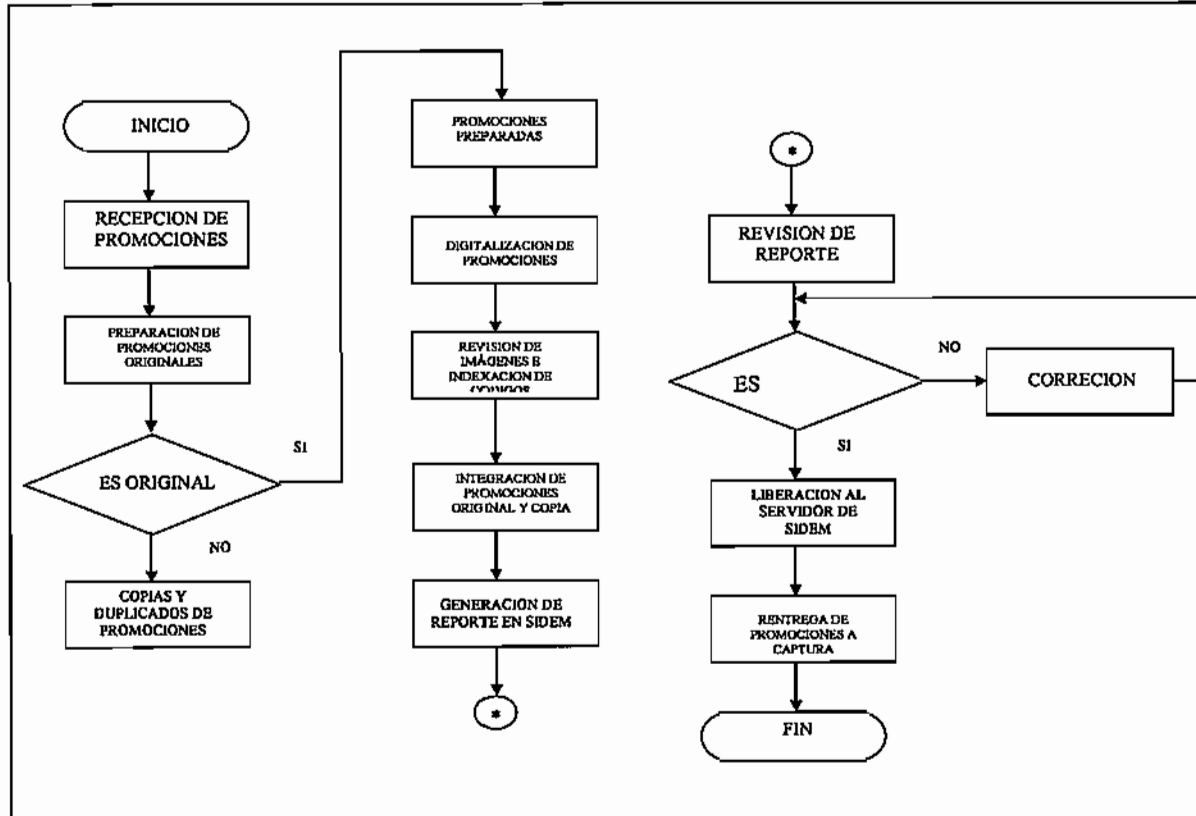 INICIO
RECEPCION DE
PROMOCIONES
PREPARACION DE
PROMOCIONES
ORIGINALES
ES ORIGINAL
SI
NO
COPIAS Y
DUPLICADOS DE
PROMOCIONES
PROMOCIONES
PREPARADAS
DIGITALIZACION DE
PROMOCIONES
REVISION DE
IMÁGENES E
INDEXACION DE
CODIGOS
INTEGRACION DE
PROMOCIONES
ORIGINAL Y COPIA
GENERACION DE
REPORTE EN SIDEM
*
*
REVISION DE
REPORTE
ES
NO
CORRECION
SI
LIBERACION AL
SERVIDOR DE
SIDEM
RENTREGA DE
PROMOCIONES A
CAPTURA
FIN